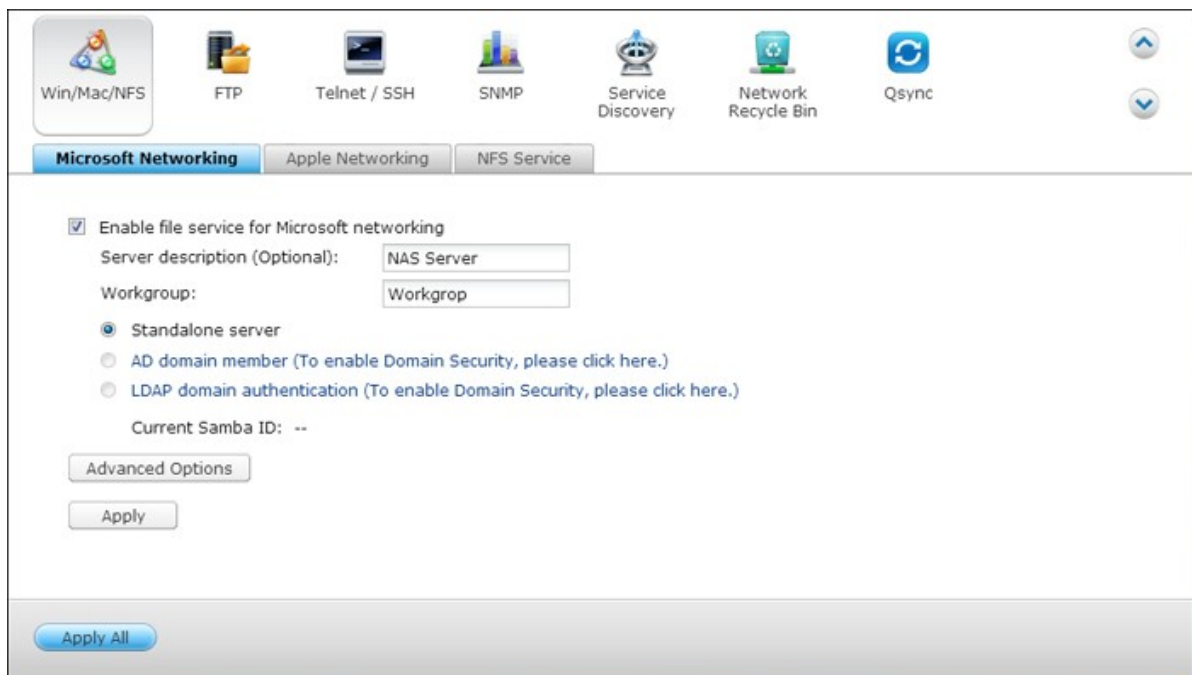 Win/Mac/NFS
FTP
Telnet / SSH
SNMP
Service
Discovery
Network
Recycle Bin
Qsync
Microsoft Networking
Apple Networking
NFS Service
Enable file service for Microsoft networking
Server description (Optional): NAS Server
Workgroup: Workgrop
Standalone server
AD domain member (To enable Domain Security, please click here.)
LDAP domain authentication (To enable Domain Security, please click here.)
Current Samba ID: --
Advanced Options
Apply
Apply All